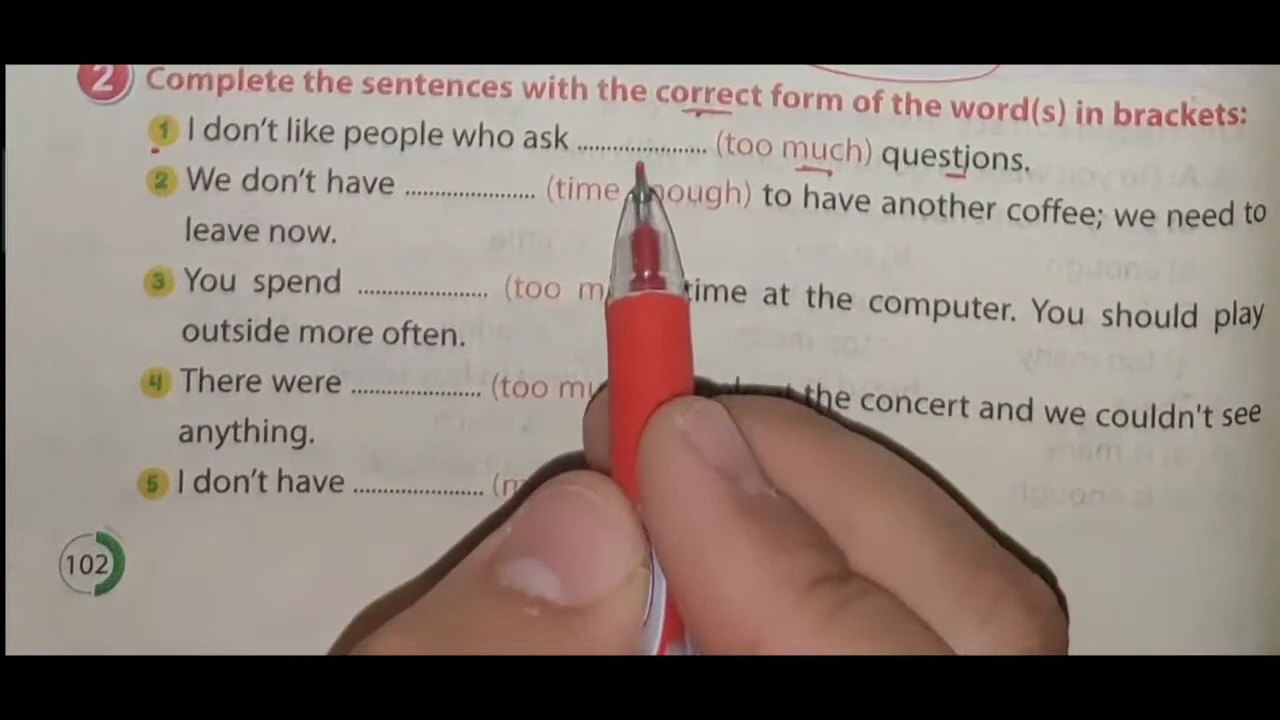 2 Complete the sentences with the correct form of the word(s) in brackets:
1 I don't like people who ask ...................... (too much) questions.
2 We don't have ...................... (time enough) to have another coffee; we need to
leave now.
3 You spend ...................... (too time at the computer. You should play
outside more often.
4 There were ...................... (too the concert and we couldn't see
anything.
5 I don't have ......................
102